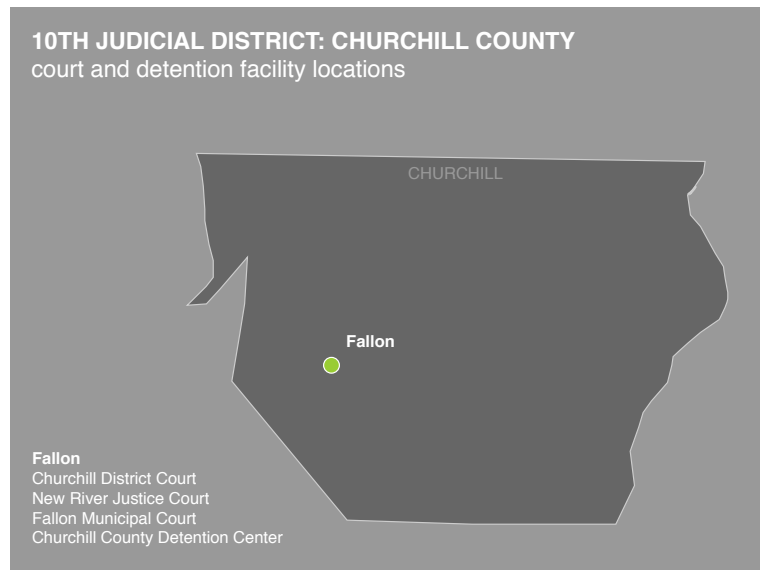 10TH JUDICIAL DISTRICT: CHURCHILL COUNTY
court and detention facility locations
CHURCHILL
Fallon
Fallon
Churchill District Court
New River Justice Court
Fallon Municipal Court
Churchill County Detention Center